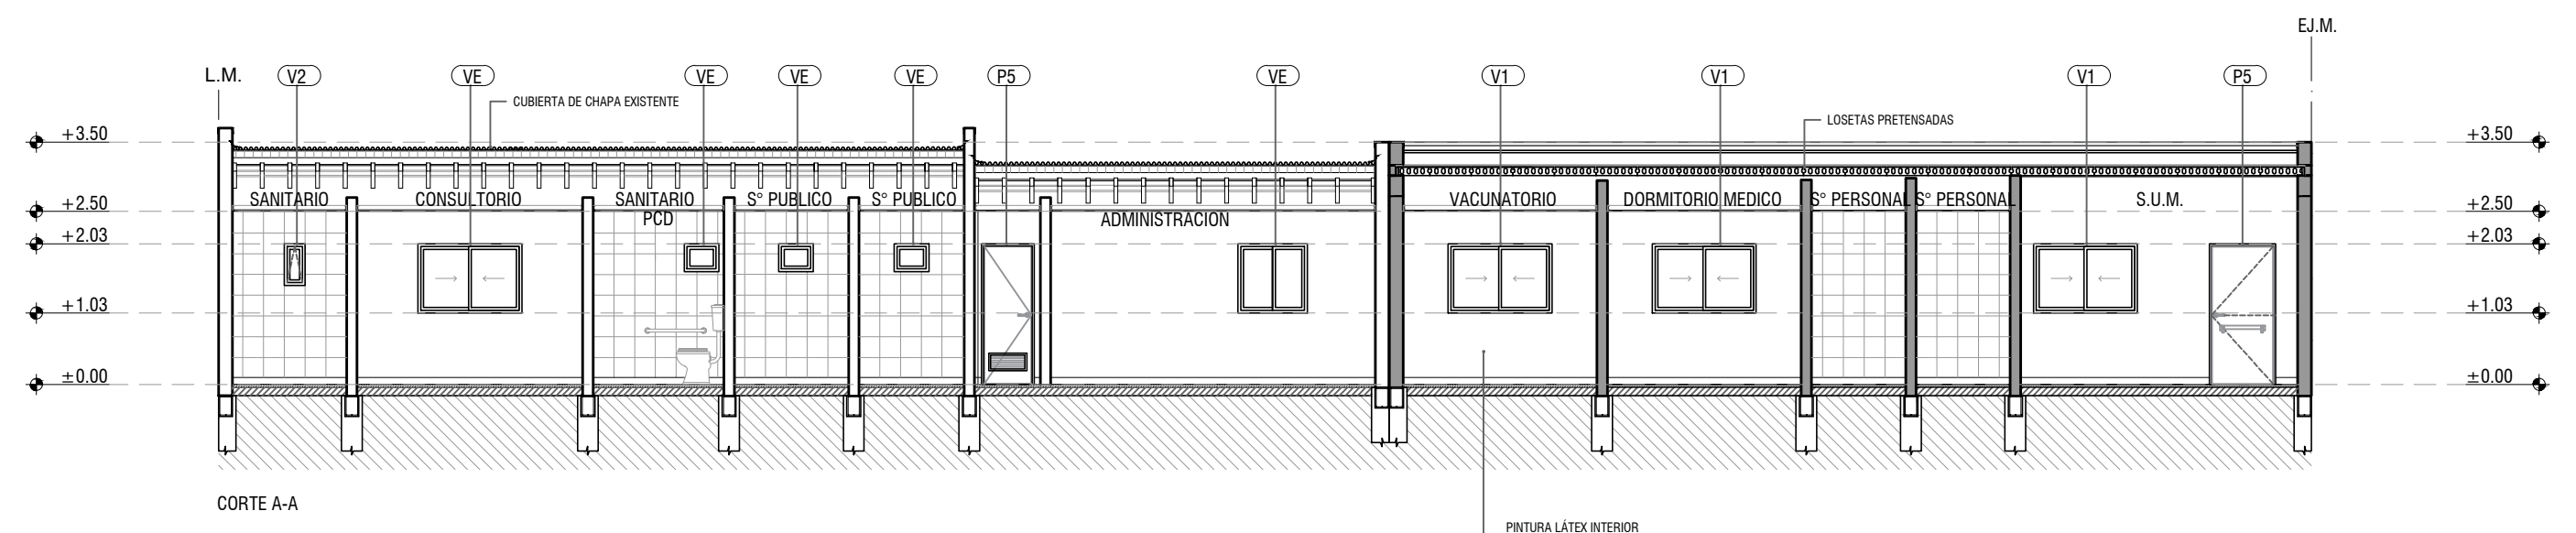 EJ.M.
L.M.
V2
VE
VE
VE
VE
P5
VE
V1
V1
V1
P5
CUBIERTA DE CHAPA EXISTENTE
LOSETAS PRETENSADAS
+3.50
+3.50
SANITARIO
CONSULTORIO
SANITARIO
PCD
S° PUBLICO
S° PUBLICO
ADMINISTRACION
VACUNATORIO
DORMITORIO MEDICO
S° PERSONAL
S° PERSONAL
S.U.M.
+2.50
+2.50
+2.03
+2.03
+1.03
+1.03
±0.00
±0.00
CORTE A-A
PINTURA LÁTEX INTERIOR